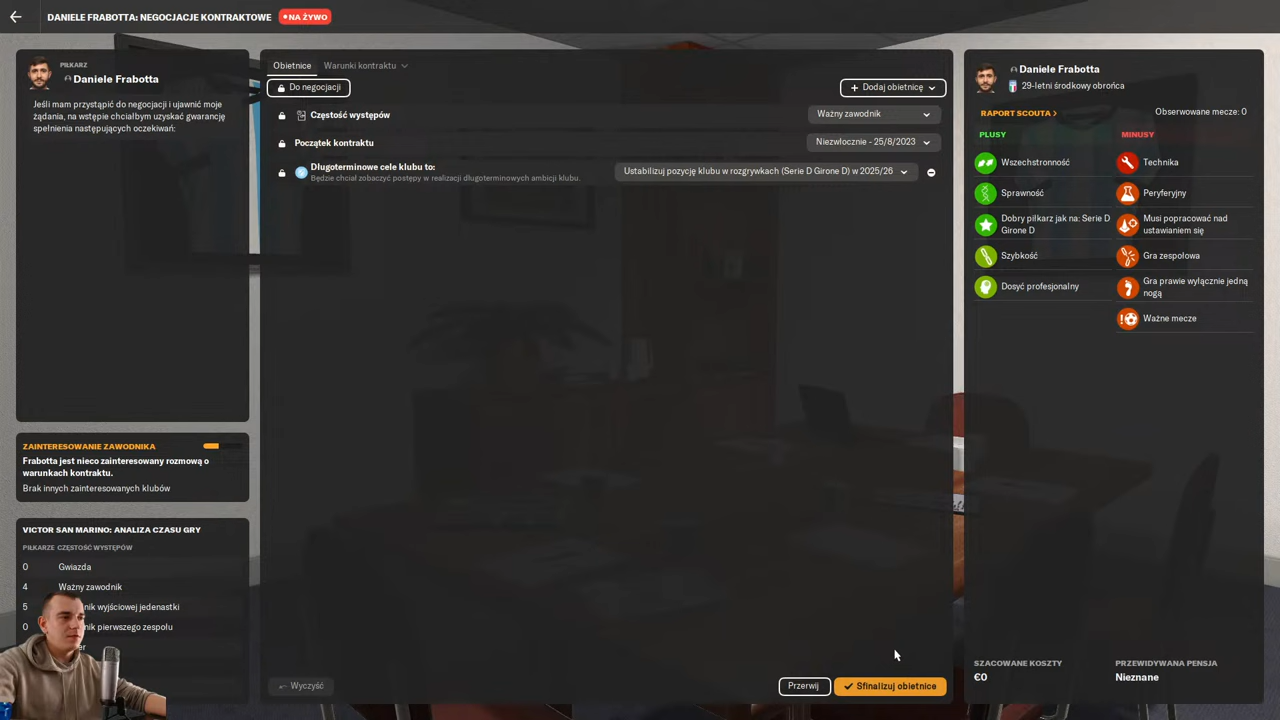 DANIELE FRABOTTA: NEGOCJACJE KONTRAKTOWE
NA ŻYWO
PIŁKARZ
Daniele Frabotta
Jeśli mam przystąpić do negocjacji i ujawnić moje
żądania, na wstępie chciałbym uzyskać gwarancję
spełnienia następujących oczekiwań:
ZAINTERESOWANIE ZAWODNIKA
Frabotta jest nieco zainteresowany rozmową o
warunkach kontraktu.
Brak innych zainteresowanych klubów
VICTOR SAN MARINO: ANALIZA CZASU GRY
PIŁKARZE CZĘSTOŚĆ WYSTĘPÓW
0 Gwiazda
4 Ważny zawodnik
5 nik wyjściowej jedenastki
0 nik pierwszego zespołu
Obietnice
Warunki kontraktu
Do negocjacji
+ Dodaj obietnicę
Częstość występów
Ważny zawodnik
Początek kontraktu
Niezwłocznie - 25/8/2023
Długoterminowe cele klubu to:
Będzie chciał zobaczyć postępy w realizacji długoterminowych ambicji klubu.
Ustabilizuj pozycję klubu w rozgrywkach (Serie D Girone D) w 2025/26
Wyczyść
Przerwij
Sfinalizuj obietnice
Daniele Frabotta
29-letni środkowy obrońca
RAPORT SCOUTA >
Obserwowane mecze: 0
PLUSY
MINUSY
Wszechstronność
Technika
Sprawność
Peryferyjny
Dobry piłkarz jak na: Serie D
Girone D
Musi popracować nad
ustawianiem się
Szybkość
Gra zespołowa
Dosyć profesjonalny
Gra prawie wyłącznie jedną
nogą
Ważne mecze
SZACOWANE KOSZTY
€0
PRZEWIDYWANA PENSJA
Nieznane